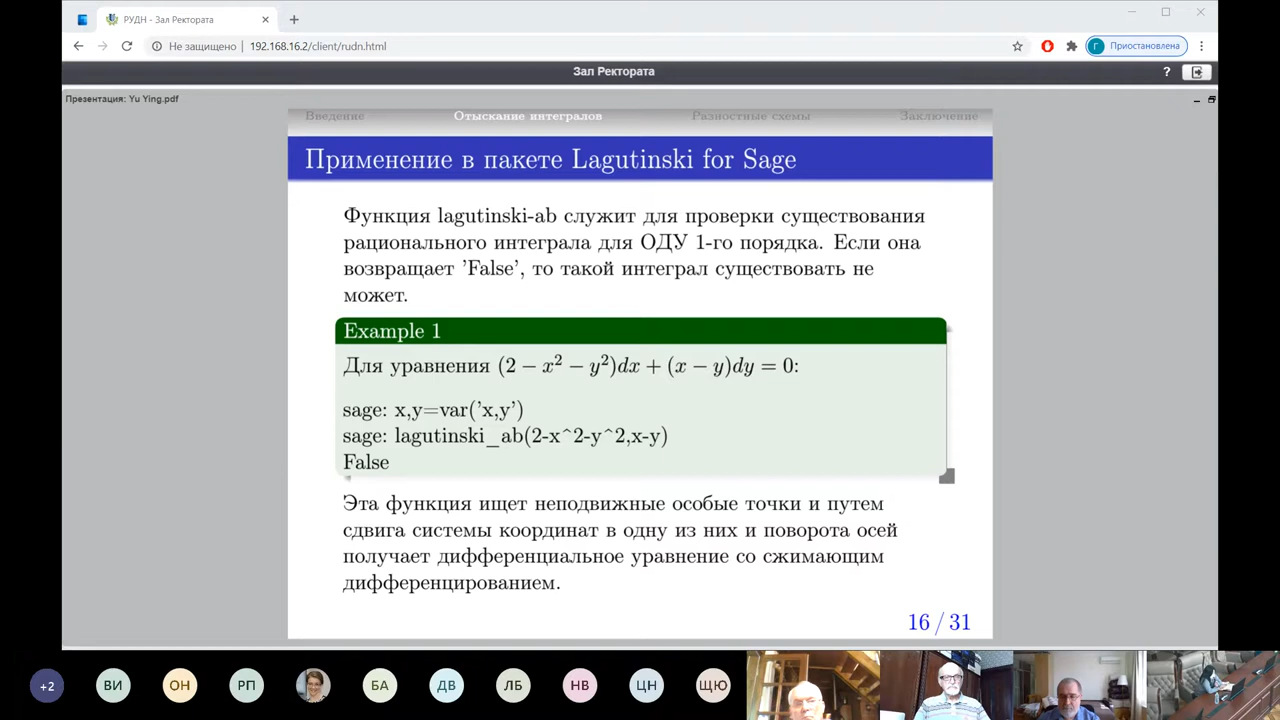 РУДН - Зал Ректората
Не защищено | 192.168.16.2/client/rudn.html
Г Приостановлена
Зал Ректората
?
Презентация: Yu Ying.pdf
Введение Отыскание интегралов Разностные схемы Заключение
Применение в пакете Lagutinski for Sage
Функция lagutinski-ab служит для проверки существования
рационального интеграла для ОДУ 1-го порядка. Если она
возвращает 'False', то такой интеграл существовать не
может.
Example 1
Для уравнения (2 − x² − y²)dx + (x − y)dy = 0:
sage: x,y=var('x,y')
sage: lagutinski_ab(2-x^2-y^2,x-y)
False
Эта функция ищет неподвижные особые точки и путем
сдвига системы координат в одну из них и поворота осей
получает дифференциальное уравнение со сжимающим
дифференцированием.
16 / 31
+2 ВИ ОН РП БА ДВ ЛБ НВ ЦН ЩЮ